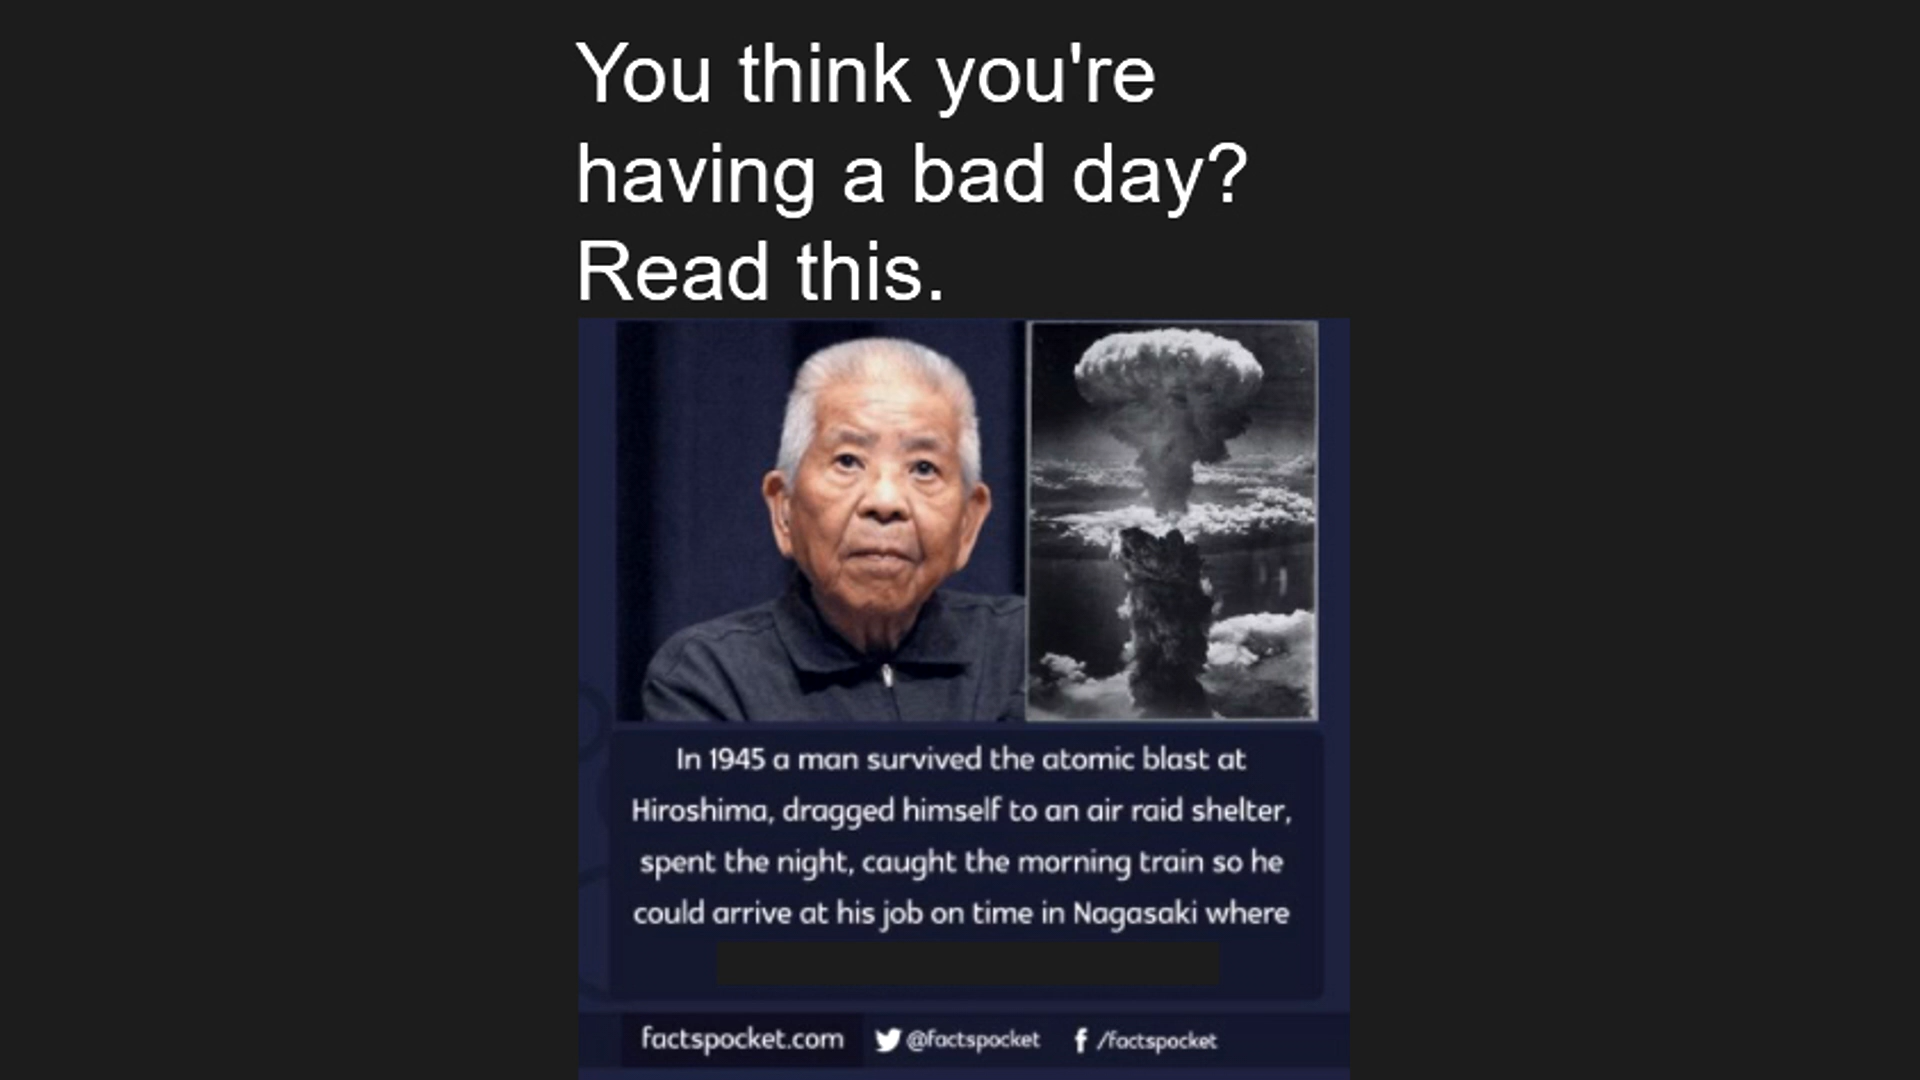 You think you're
having a bad day?
Read this.
In 1945 a man survived the atomic blast at
Hiroshima, dragged himself to an air raid shelter,
spent the night, caught the morning train so he
could arrive at his job on time in Nagasaki where
factspocket.com @factspocket /factspocket